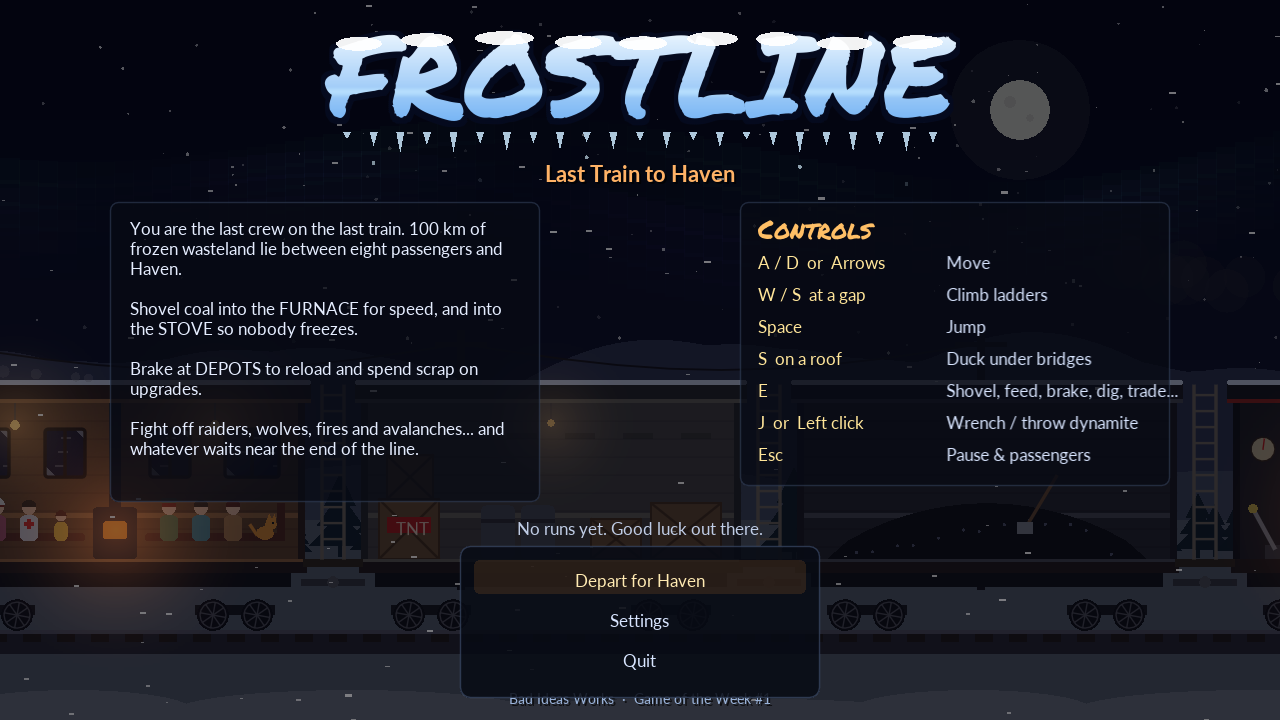 FROSTLINE
Last Train to Haven
You are the last crew on the last train. 100 km of
frozen wasteland lie between eight passengers and
Haven.
Shovel coal into the FURNACE for speed, and into
the STOVE so nobody freezes.
Brake at DEPOTS to reload and spend scrap on
upgrades.
Fight off raiders, wolves, fires and avalanches... and
whatever waits near the end of the line.
CONTROLS
A / D or Arrows Move
W / S at a gap Climb ladders
Space Jump
S on a roof Duck under bridges
E Shovel, feed, brake, dig, trade...
J or Left click Wrench / throw dynamite
Esc Pause & passengers
TNT
No runs yet. Good luck out there.
Depart for Haven
Settings
Quit
Bad Ideas Works · Game of the Week #1